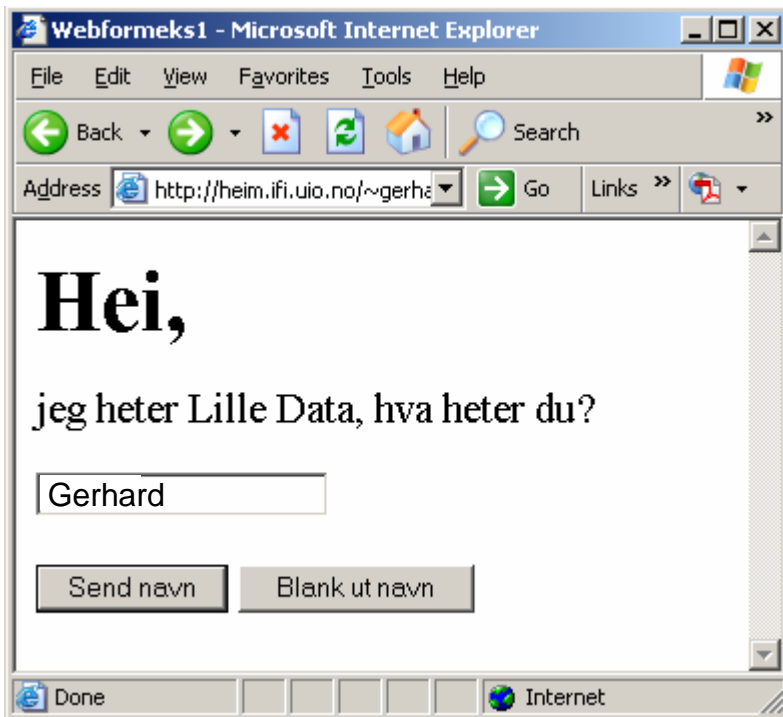 Webformeks1 - Microsoft Internet Explorer
File Edit View Favorites Tools Help
Back Search »
Address http://heim.ifi.uio.no/~gerha Go Links »
Hei,
jeg heter Lille Data, hva heter du?
Gerhard
Send navn Blank ut navn
Done Internet